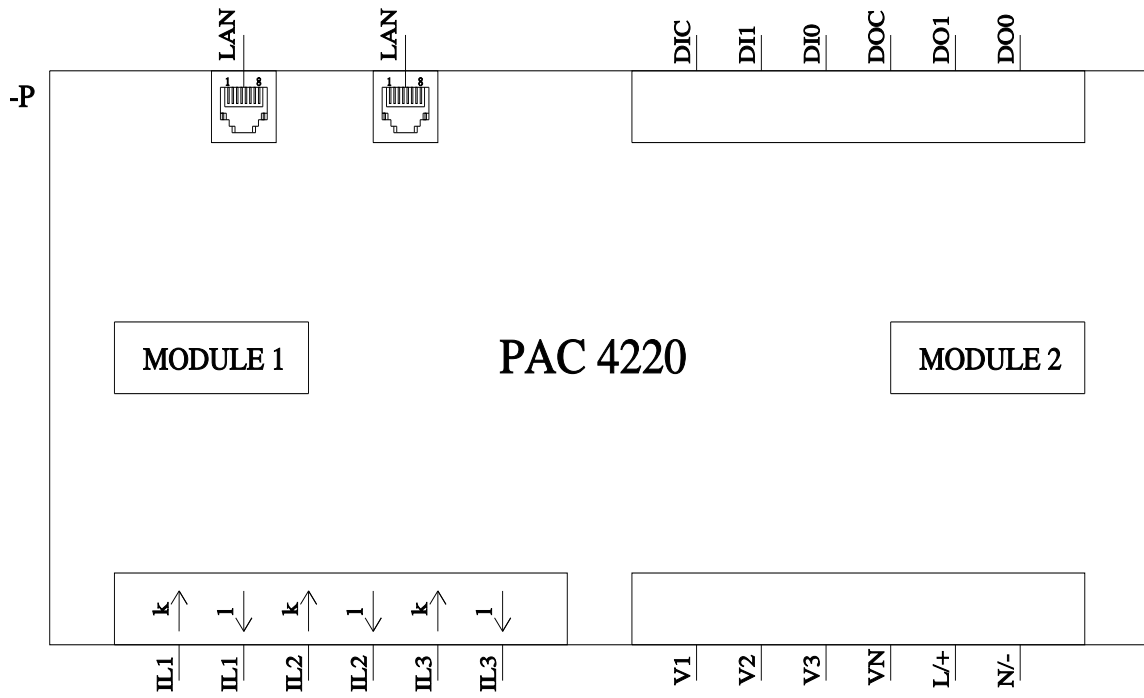 LAN LAN DIC DI1 DI0 DOC DO1 DO0
-P
1 8 1 8
MODULE 1 PAC 4220 MODULE 2
k l k l k l
IL1 IL1 IL2 IL2 IL3 IL3 V1 V2 V3 VN L/+ N/-